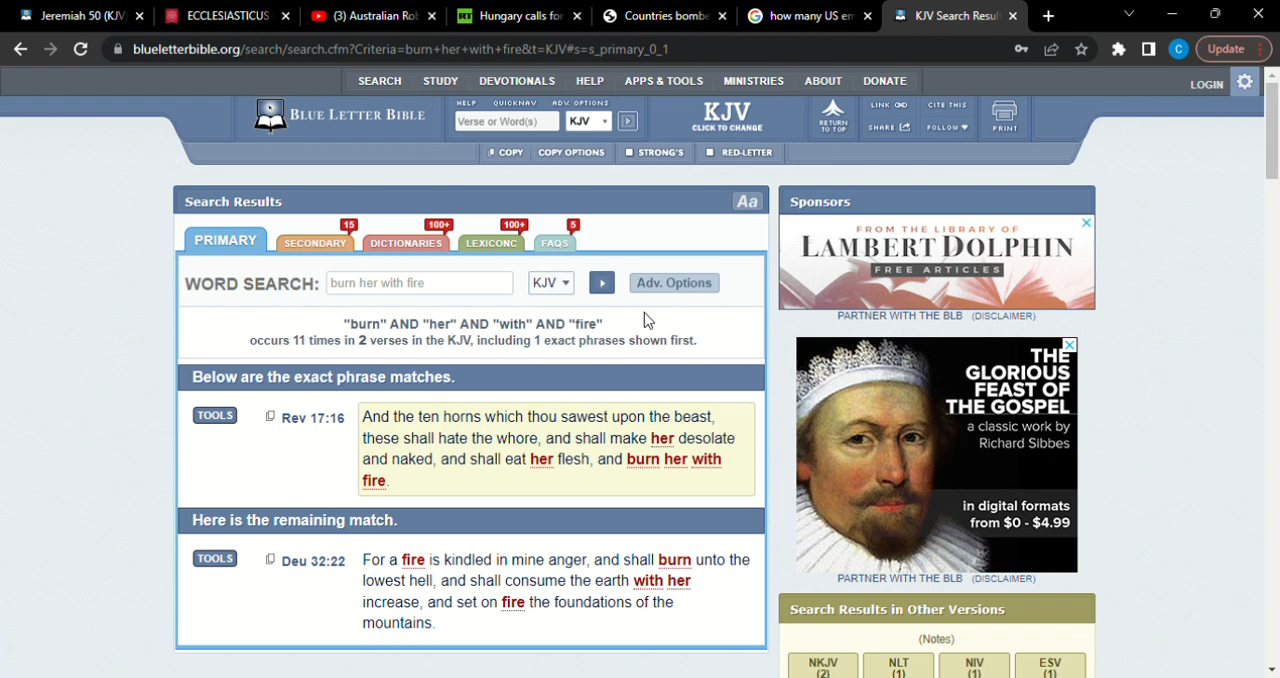 Jeremiah 50 (KJV)
ECCLESIASTICUS
(3) Australian Ro
Hungary calls for
Countries bombe
how many US em
KJV Search Resul
blueletterbible.org/search/search.cfm?Criteria=burn+her+with+fire&t=KJV#s=s_primary_0_1
C
Update
SEARCH STUDY DEVOTIONALS HELP APPS & TOOLS MINISTRIES ABOUT DONATE
LOGIN
BLUE LETTER BIBLE
HELP QUICKNAV ADV. OPTIONS
Verse or Word(s) KJV
KJV
CLICK TO CHANGE
RETURN
TO TOP
LINK CITE THIS
SHARE FOLLOW
PRINT
COPY COPY OPTIONS STRONG'S RED-LETTER
Search Results Aa
PRIMARY
15
SECONDARY
100+
DICTIONARIES
100+
LEXICONC
5
FAQS
WORD SEARCH: burn her with fire KJV Adv. Options
"burn" AND "her" AND "with" AND "fire"
occurs 11 times in 2 verses in the KJV, including 1 exact phrases shown first.
Below are the exact phrase matches.
TOOLS Rev 17:16 And the ten horns which thou sawest upon the beast,
these shall hate the whore, and shall make her desolate
and naked, and shall eat her flesh, and burn her with
fire.
Here is the remaining match.
TOOLS Deu 32:22 For a fire is kindled in mine anger, and shall burn unto the
lowest hell, and shall consume the earth with her
increase, and set on fire the foundations of the
mountains.
Sponsors
FROM THE LIBRARY OF
LAMBERT DOLPHIN
FREE ARTICLES
PARTNER WITH THE BLB (DISCLAIMER)
THE
GLORIOUS
FEAST OF
THE GOSPEL
a classic work by
Richard Sibbes
in digital formats
from $0 - $4.99
PARTNER WITH THE BLB (DISCLAIMER)
Search Results in Other Versions
(Notes)
NKJV NLT NIV ESV
(2) (1) (1) (1)